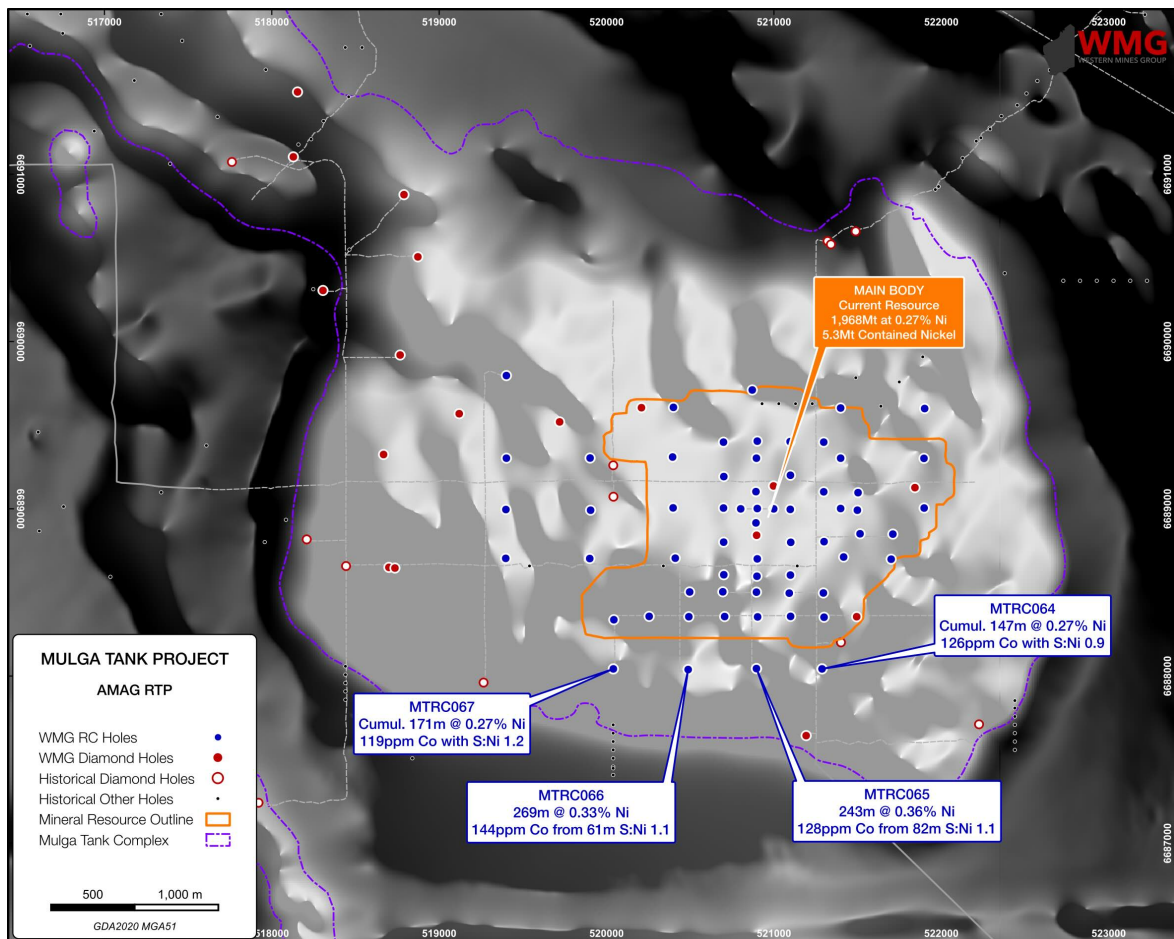 517000 518000 519000 520000 521000 522000 523000
WMG
WESTERN MINES GROUP
6691000 6691000
MAIN BODY
Current Resource
1,968Mt at 0.27% Ni
5.3Mt Contained Nickel
6690000 6690000
6689000 6689000
MTRC064
Cumul. 147m @ 0.27% Ni
126ppm Co with S:Ni 0.9
6688000
MTRC067
Cumul. 171m @ 0.27% Ni
119ppm Co with S:Ni 1.2
MTRC066
269m @ 0.33% Ni
144ppm Co from 61m S:Ni 1.1
MTRC065
243m @ 0.36% Ni
128ppm Co from 82m S:Ni 1.1
6687000
MULGA TANK PROJECT
AMAG RTP
WMG RC Holes
WMG Diamond Holes
Historical Diamond Holes
Historical Other Holes
Mineral Resource Outline
Mulga Tank Complex
500 1,000 m
GDA2020 MGA51
518000 519000 520000 521000 522000 523000